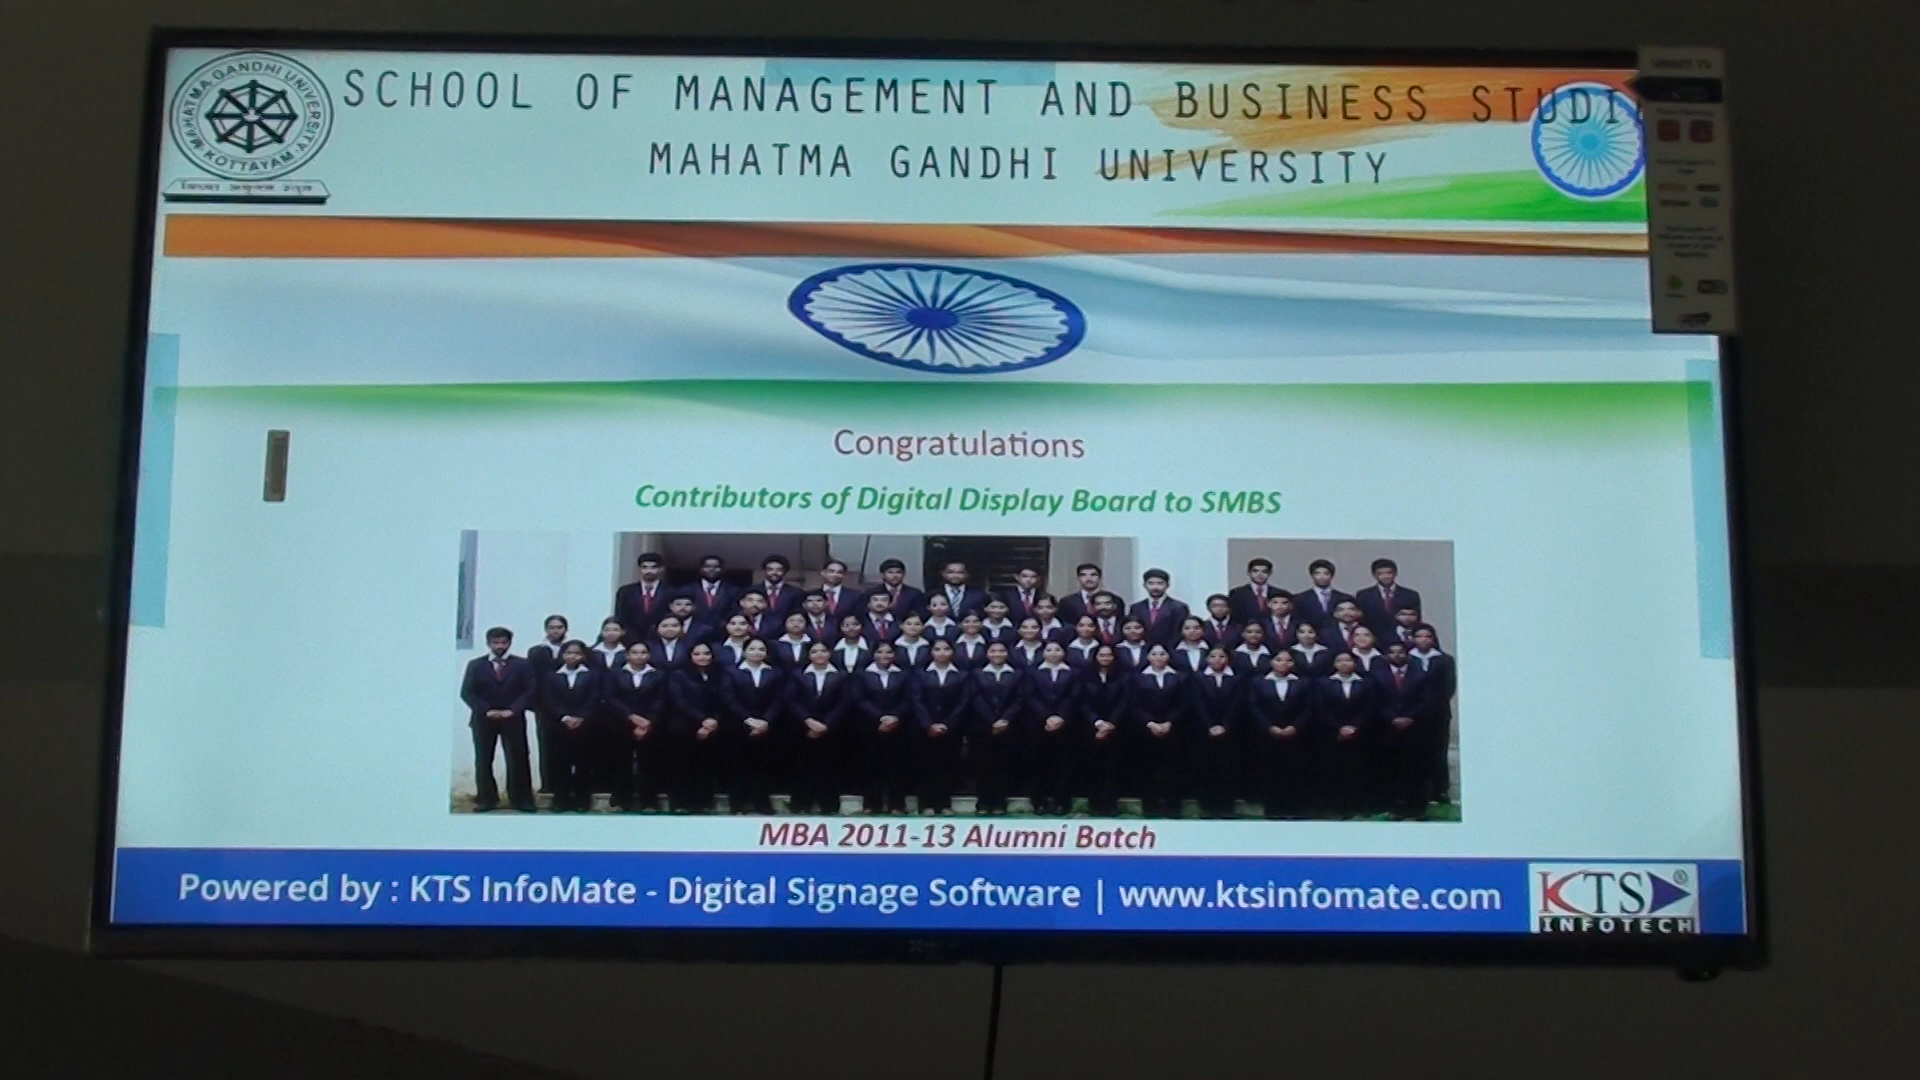 MAHATMA GANDHI UNIVERSITY
KOTTAYAM
SCHOOL OF MANAGEMENT AND BUSINESS STUDI
MAHATMA GANDHI UNIVERSITY
Congratulations
Contributors of Digital Display Board to SMBS
MBA 2011-13 Alumni Batch
Powered by : KTS InfoMate - Digital Signage Software | www.ktsinfomate.com
KTS ®
INFOTECH